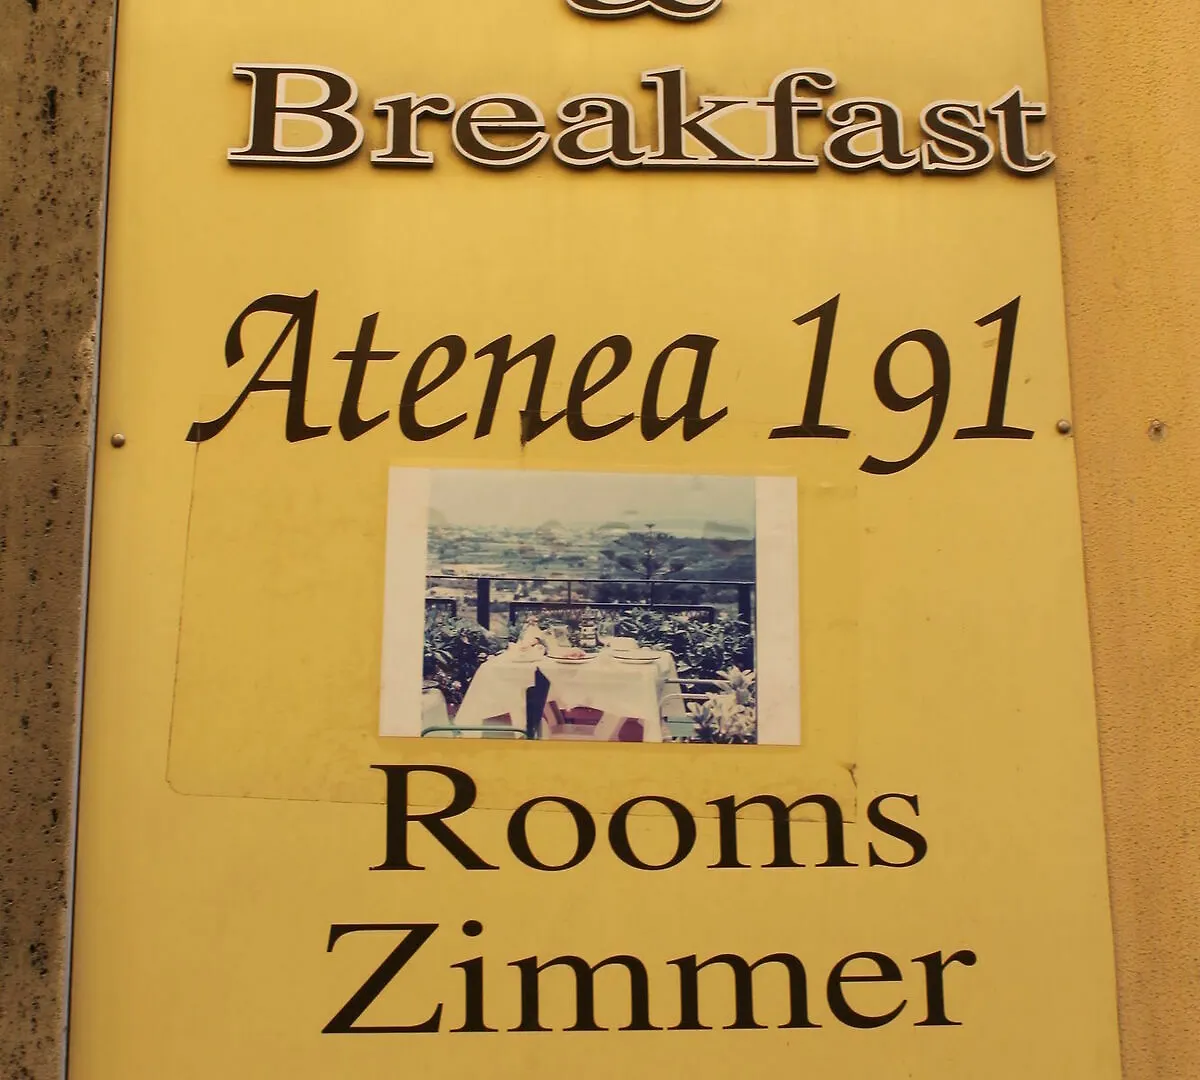 &
Breakfast
Atenea 191
Rooms
Zimmer